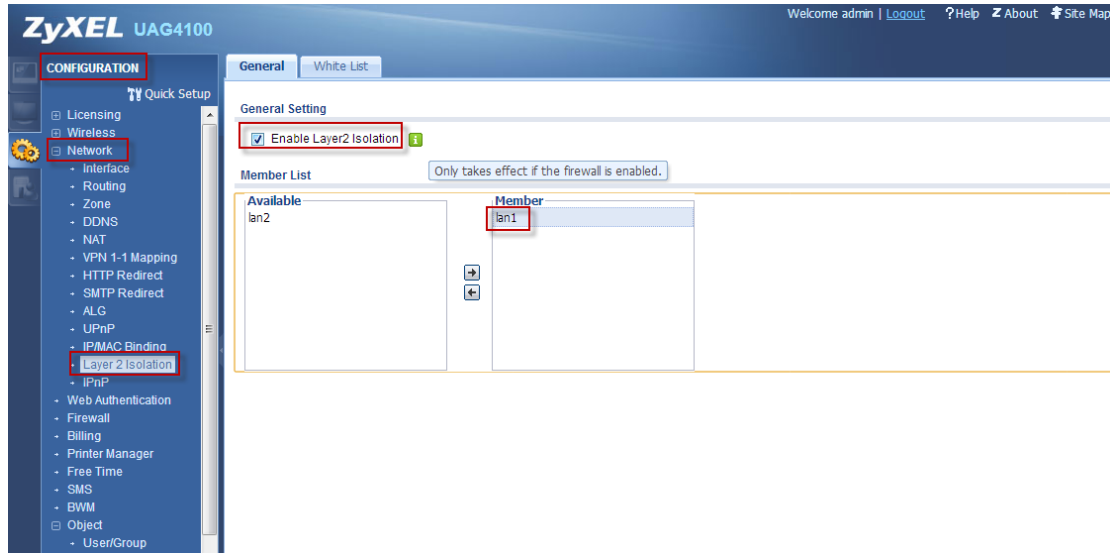 Welcome admin | Logout ?Help Z About Site Map
ZyXEL UAG4100
CONFIGURATION
Quick Setup
Licensing
Wireless
Network
Interface
Routing
Zone
DDNS
NAT
VPN 1-1 Mapping
HTTP Redirect
SMTP Redirect
ALG
UPnP
IP/MAC Binding
Layer 2 Isolation
IPnP
Web Authentication
Firewall
Billing
Printer Manager
Free Time
SMS
BWM
Object
User/Group
General White List
General Setting
Enable Layer2 Isolation
Only takes effect if the firewall is enabled.
Member List
Available
lan2
Member
lan1